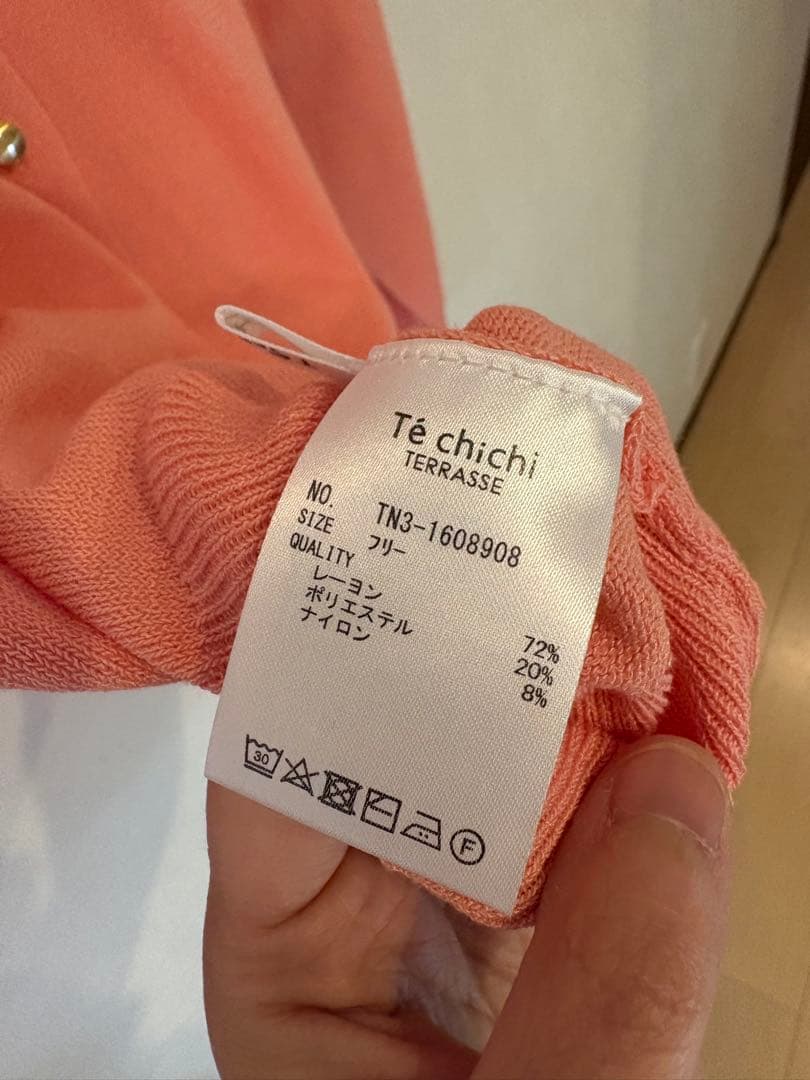 Té chichi
TERRASSE
NO. TN3-1608908
SIZE フリー
QUALITY
レーヨン 72%
ポリエステル 20%
ナイロン 8%
30 F